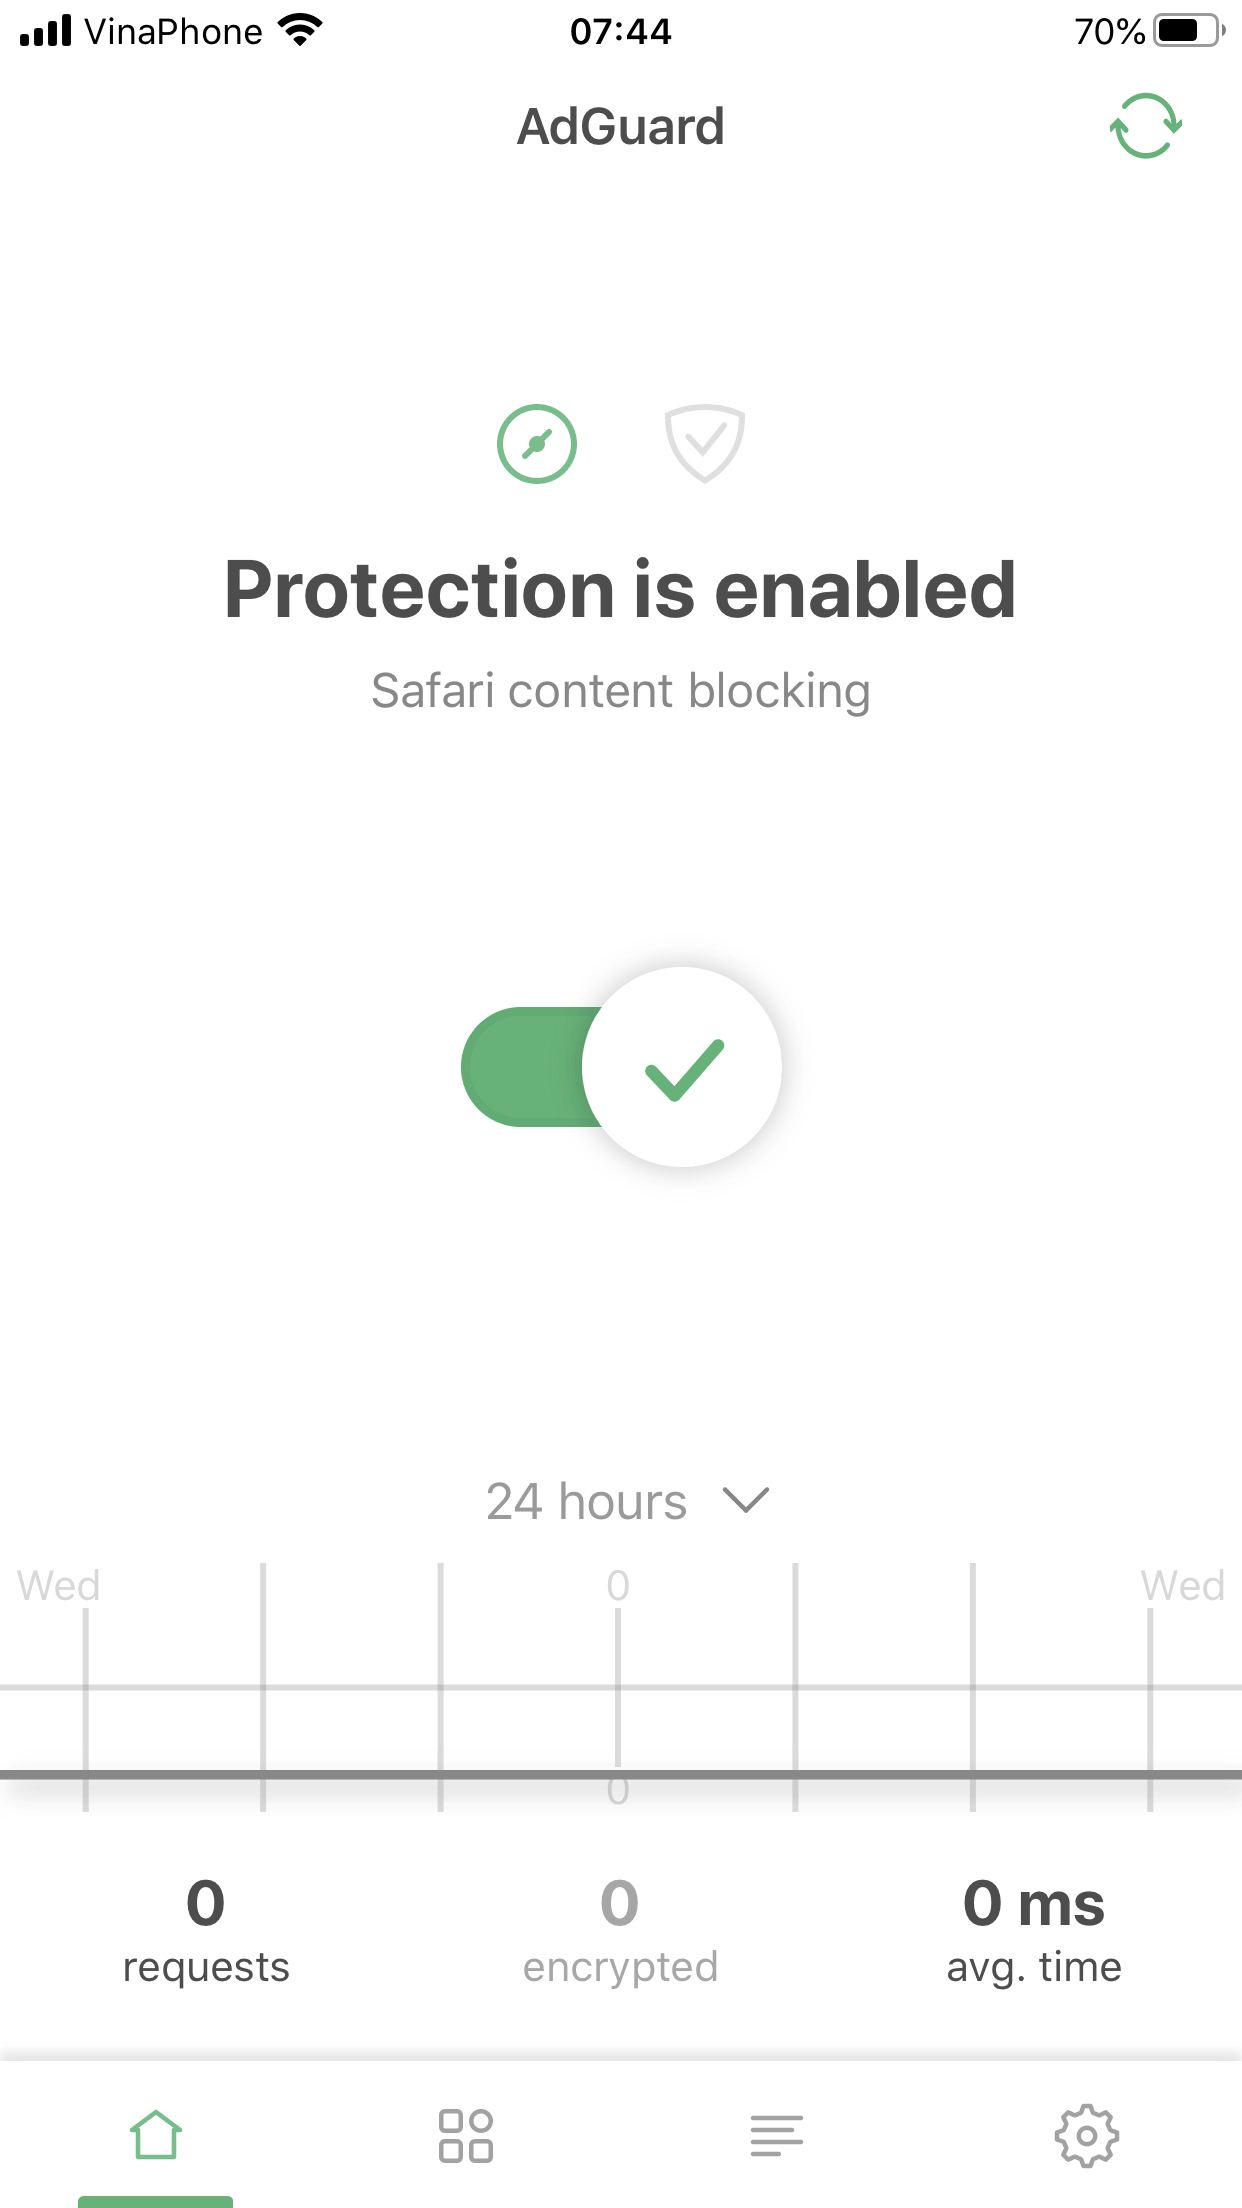 VinaPhone 07:44 70%
AdGuard
Protection is enabled
Safari content blocking
24 hours
Wed 0 Wed
0
0 0 0 ms
requests encrypted avg. time